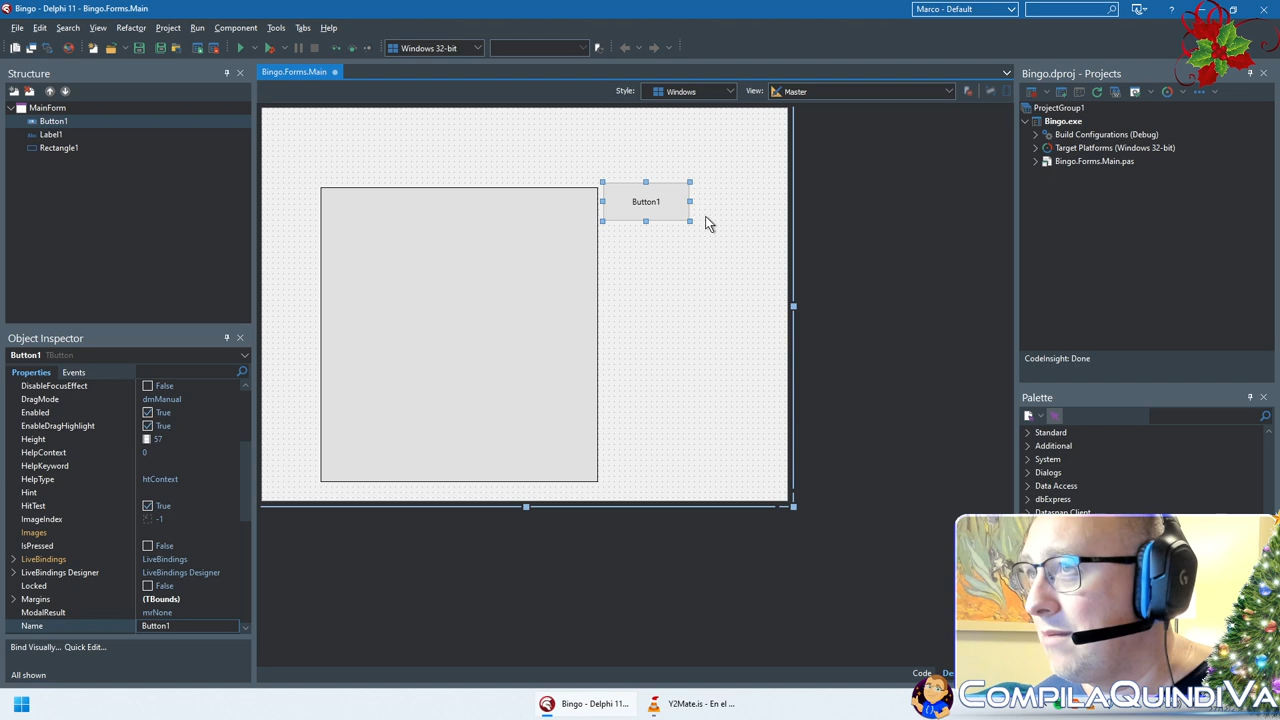 Bingo - Delphi 11 - Bingo.Forms.Main
Marco - Default
File Edit Search View Refactor Project Run Component Tools Tabs Help
Windows 32-bit
Structure
Bingo.Forms.Main
Bingo.dproj - Projects
Style: Windows View: Master
MainForm
Button1
Label1
Rectangle1
ProjectGroup1
Bingo.exe
Build Configurations (Debug)
Target Platforms (Windows 32-bit)
Bingo.Forms.Main.pas
Button1
Object Inspector
Button1 TButton
Properties Events
DisableFocusEffect False
DragMode dmManual
Enabled True
EnableDragHighlight True
Height 57
HelpContext 0
HelpKeyword
HelpType htContext
Hint
HitTest True
ImageIndex -1
Images
IsPressed False
LiveBindings LiveBindings
LiveBindings Designer LiveBindings Designer
Locked False
Margins (TBounds)
ModalResult mrNone
Name Button1
Bind Visually... Quick Edit...
All shown
CodeInsight: Done
Palette
Standard
Additional
System
Dialogs
Data Access
dbExpress
Datasnap Client
Code De
Bingo - Delphi 11...
Y2Mate.is - En el ...
CompilaQuindiVa